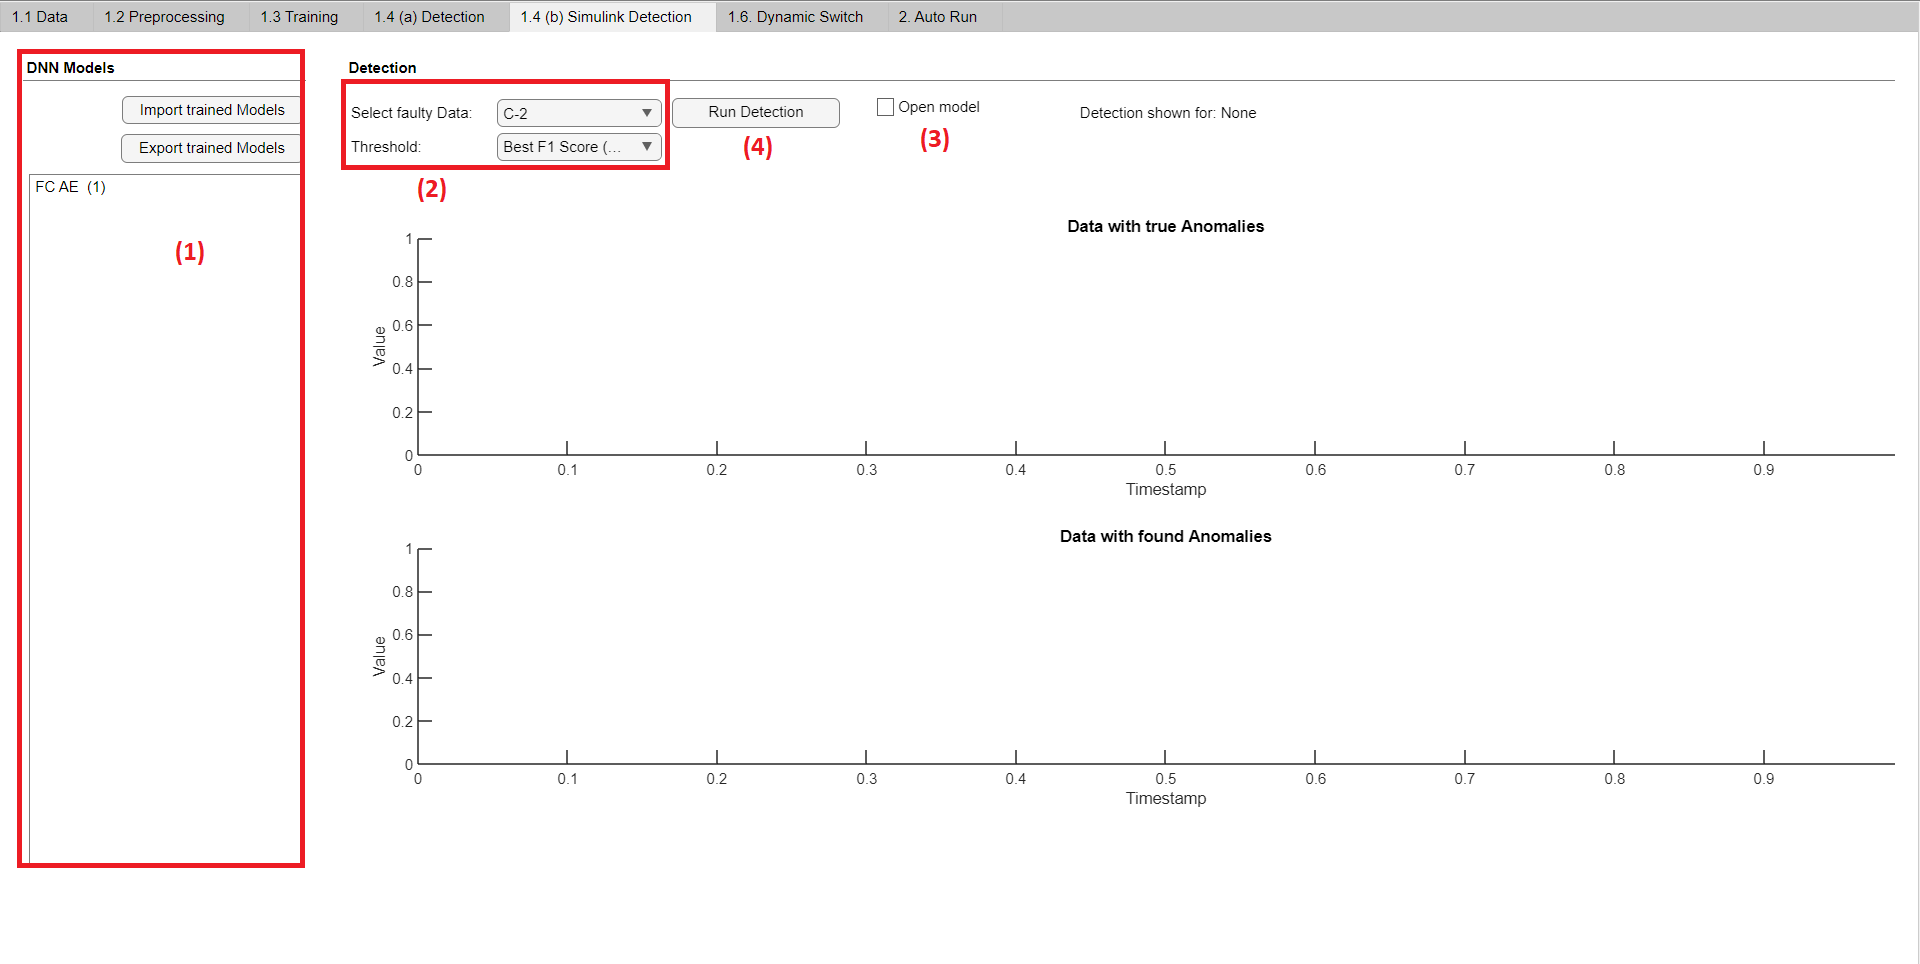 1.1 Data 1.2 Preprocessing 1.3 Training 1.4 (a) Detection 1.4 (b) Simulink Detection 1.6. Dynamic Switch 2. Auto Run
DNN Models
Import trained Models
Export trained Models
FC AE (1)
(1)
Detection
Select faulty Data: C-2
Threshold: Best F1 Score (...
(2)
Run Detection
(4)
Open model
(3)
Detection shown for: None
Data with true Anomalies
1
0.8
0.6
0.4
0.2
0
Value
0 0.1 0.2 0.3 0.4 0.5 0.6 0.7 0.8 0.9
Timestamp
Data with found Anomalies
1
0.8
0.6
0.4
0.2
0
Value
0 0.1 0.2 0.3 0.4 0.5 0.6 0.7 0.8 0.9
Timestamp